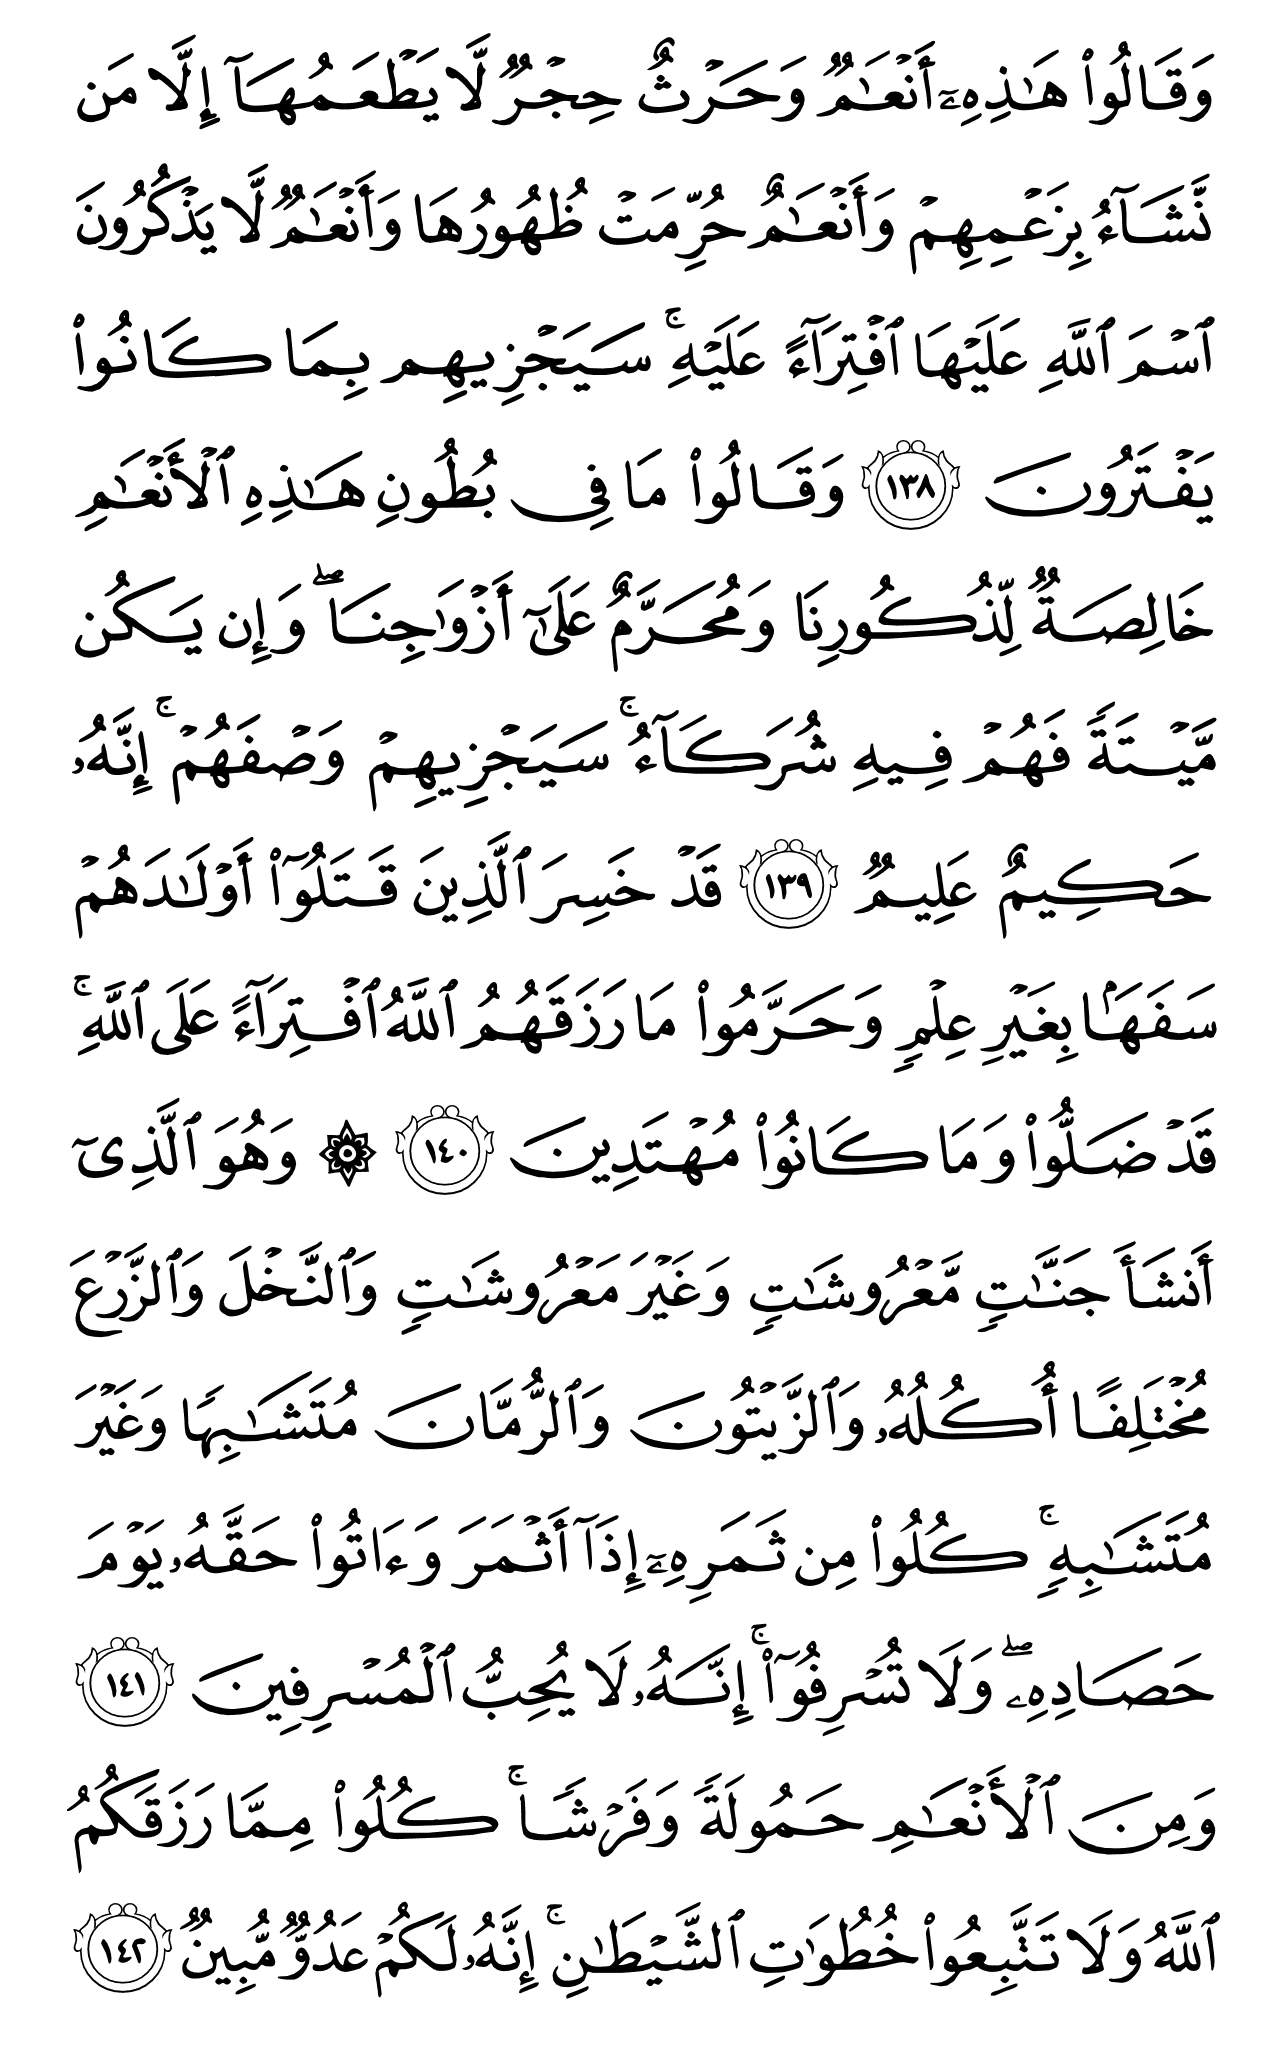 وَقَالُوا۟ هَـٰذِهِۦٓ أَنْعَـٰمٌۭ وَحَرْثٌ حِجْرٌۭ لَّا يَطْعَمُهَآ إِلَّا مَن
نَّشَآءُ بِزَعْمِهِمْ وَأَنْعَـٰمٌ حُرِّمَتْ ظُهُورُهَا وَأَنْعَـٰمٌۭ لَّا يَذْكُرُونَ
ٱسْمَ ٱللَّهِ عَلَيْهَا ٱفْتِرَآءً عَلَيْهِ ۚ سَيَجْزِيهِم بِمَا كَانُوا۟
يَفْتَرُونَ ١٣٨ وَقَالُوا۟ مَا فِى بُطُونِ هَـٰذِهِ ٱلْأَنْعَـٰمِ
خَالِصَةٌۭ لِّذُكُورِنَا وَمُحَرَّمٌ عَلَىٰٓ أَزْوَٰجِنَا ۖ وَإِن يَكُن
مَّيْتَةًۭ فَهُمْ فِيهِ شُرَكَآءُ ۚ سَيَجْزِيهِمْ وَصْفَهُمْ ۚ إِنَّهُۥ
حَكِيمٌ عَلِيمٌۭ ١٣٩ قَدْ خَسِرَ ٱلَّذِينَ قَتَلُوٓا۟ أَوْلَـٰدَهُمْ
سَفَهَۢا بِغَيْرِ عِلْمٍۢ وَحَرَّمُوا۟ مَا رَزَقَهُمُ ٱللَّهُ ٱفْتِرَآءً عَلَى ٱللَّهِ ۚ
قَدْ ضَلُّوا۟ وَمَا كَانُوا۟ مُهْتَدِينَ ١٤٠ ۞ وَهُوَ ٱلَّذِىٓ
أَنشَأَ جَنَّـٰتٍۢ مَّعْرُوشَـٰتٍۢ وَغَيْرَ مَعْرُوشَـٰتٍۢ وَٱلنَّخْلَ وَٱلزَّرْعَ
مُخْتَلِفًا أُكُلُهُۥ وَٱلزَّيْتُونَ وَٱلرُّمَّانَ مُتَشَـٰبِهًۭا وَغَيْرَ
مُتَشَـٰبِهٍۢ ۚ كُلُوا۟ مِن ثَمَرِهِۦٓ إِذَآ أَثْمَرَ وَءَاتُوا۟ حَقَّهُۥ يَوْمَ
حَصَادِهِۦ ۖ وَلَا تُسْرِفُوٓا۟ ۚ إِنَّهُۥ لَا يُحِبُّ ٱلْمُسْرِفِينَ ١٤١
وَمِنَ ٱلْأَنْعَـٰمِ حَمُولَةًۭ وَفَرْشًۭا ۚ كُلُوا۟ مِمَّا رَزَقَكُمُ
ٱللَّهُ وَلَا تَتَّبِعُوا۟ خُطُوَٰتِ ٱلشَّيْطَـٰنِ ۚ إِنَّهُۥ لَكُمْ عَدُوٌّۭ مُّبِينٌۭ ١٤٢